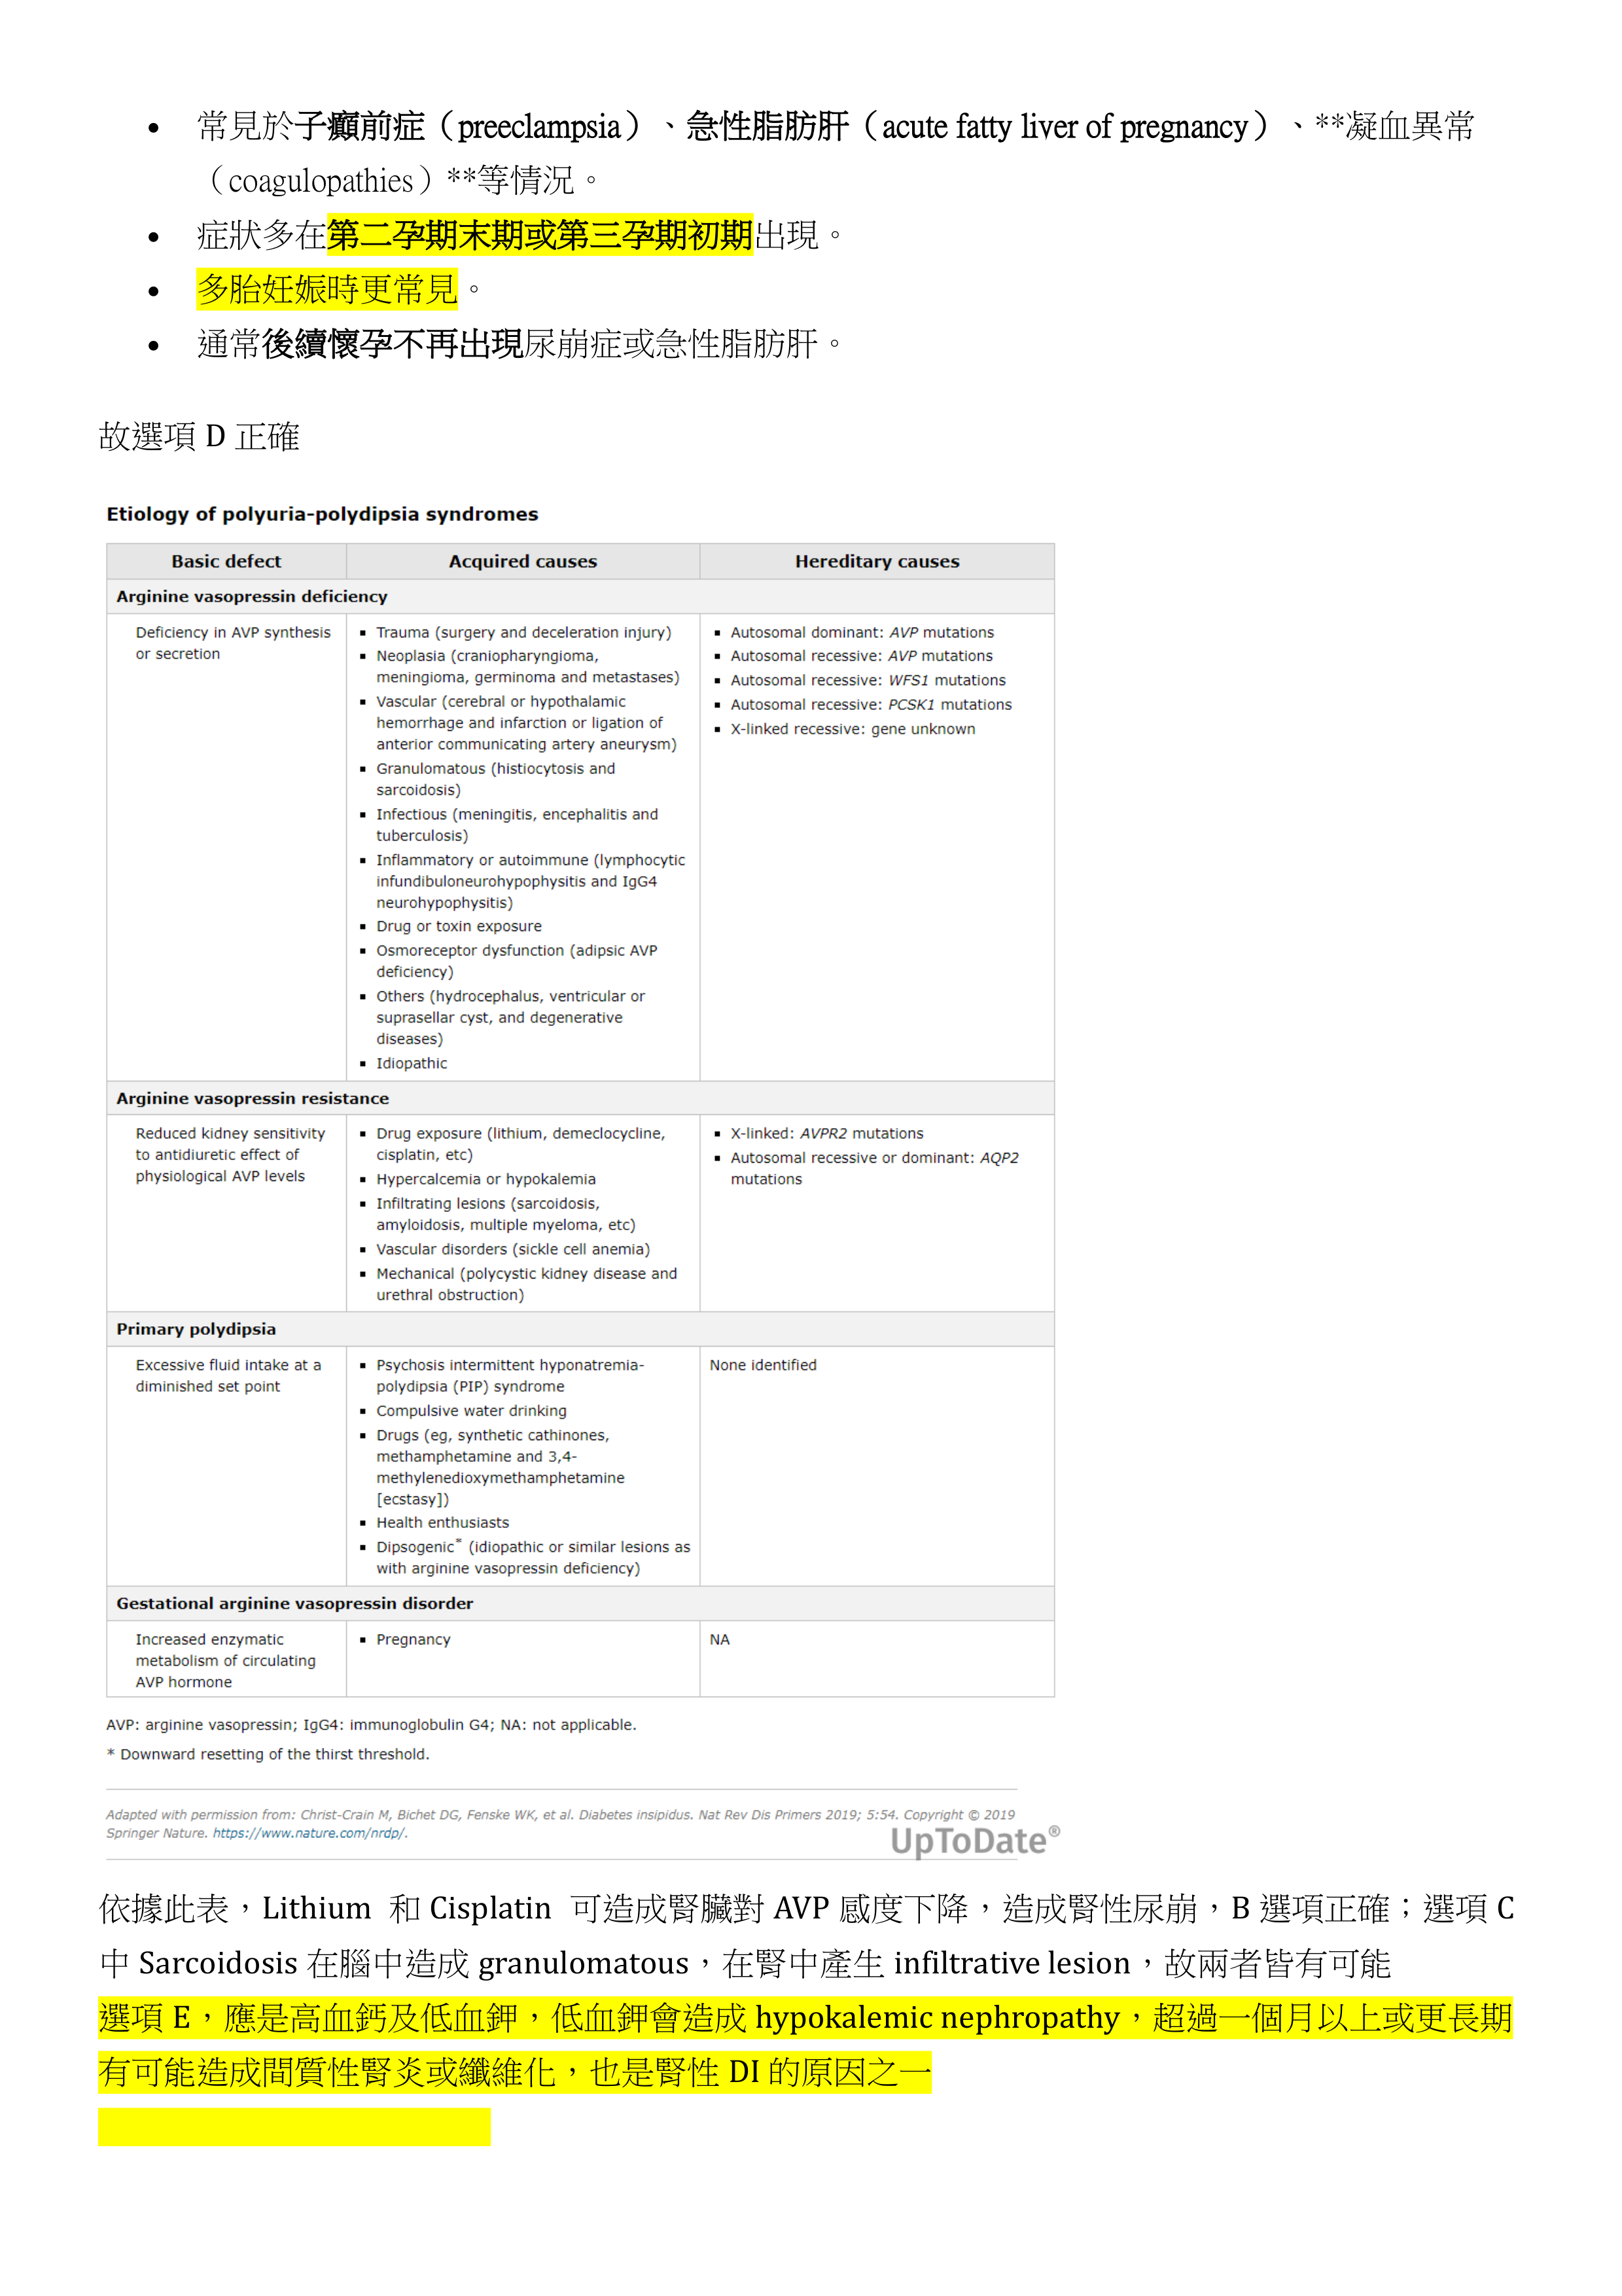 • 常見於子癲前症（preeclampsia）、急性脂肪肝（acute fatty liver of pregnancy）、**凝血異常
（coagulopathies）**等情況。
• 症狀多在第二孕期末期或第三孕期初期出現。
• 多胎妊娠時更常見。
• 通常後續懷孕不再出現尿崩症或急性脂肪肝。
故選項 D 正確
Etiology of polyuria-polydipsia syndromes
Basic defect Acquired causes Hereditary causes
Arginine vasopressin deficiency
Deficiency in AVP synthesis
or secretion
▪ Trauma (surgery and deceleration injury)
▪ Neoplasia (craniopharyngioma,
meningioma, germinoma and metastases)
▪ Vascular (cerebral or hypothalamic
hemorrhage and infarction or ligation of
anterior communicating artery aneurysm)
▪ Granulomatous (histiocytosis and
sarcoidosis)
▪ Infectious (meningitis, encephalitis and
tuberculosis)
▪ Inflammatory or autoimmune (lymphocytic
infundibuloneurohypophysitis and IgG4
neurohypophysitis)
▪ Drug or toxin exposure
▪ Osmoreceptor dysfunction (adipsic AVP
deficiency)
▪ Others (hydrocephalus, ventricular or
suprasellar cyst, and degenerative
diseases)
▪ Idiopathic
▪ Autosomal dominant: AVP mutations
▪ Autosomal recessive: AVP mutations
▪ Autosomal recessive: WFS1 mutations
▪ Autosomal recessive: PCSK1 mutations
▪ X-linked recessive: gene unknown
Arginine vasopressin resistance
Reduced kidney sensitivity
to antidiuretic effect of
physiological AVP levels
▪ Drug exposure (lithium, demeclocycline,
cisplatin, etc)
▪ Hypercalcemia or hypokalemia
▪ Infiltrating lesions (sarcoidosis,
amyloidosis, multiple myeloma, etc)
▪ Vascular disorders (sickle cell anemia)
▪ Mechanical (polycystic kidney disease and
urethral obstruction)
▪ X-linked: AVPR2 mutations
▪ Autosomal recessive or dominant: AQP2
mutations
Primary polydipsia
Excessive fluid intake at a
diminished set point
▪ Psychosis intermittent hyponatremia-
polydipsia (PIP) syndrome
▪ Compulsive water drinking
▪ Drugs (eg, synthetic cathinones,
methamphetamine and 3,4-
methylenedioxymethamphetamine
[ecstasy])
▪ Health enthusiasts
▪ Dipsogenic* (idiopathic or similar lesions as
with arginine vasopressin deficiency)
None identified
Gestational arginine vasopressin disorder
Increased enzymatic
metabolism of circulating
AVP hormone
▪ Pregnancy
NA
AVP: arginine vasopressin; IgG4: immunoglobulin G4; NA: not applicable.
* Downward resetting of the thirst threshold.
Adapted with permission from: Christ-Crain M, Bichet DG, Fenske WK, et al. Diabetes insipidus. Nat Rev Dis Primers 2019; 5:54. Copyright © 2019
Springer Nature. https://www.nature.com/nrdp/.
UpToDate®
依據此表，Lithium 和 Cisplatin 可造成腎臟對 AVP 感度下降，造成腎性尿崩，B 選項正確；選項 C
中 Sarcoidosis 在腦中造成 granulomatous，在腎中產生 infiltrative lesion，故兩者皆有可能
選項 E，應是高血鈣及低血鉀，低血鉀會造成 hypokalemic nephropathy，超過一個月以上或更長期
有可能造成間質性腎炎或纖維化，也是腎性 DI 的原因之一